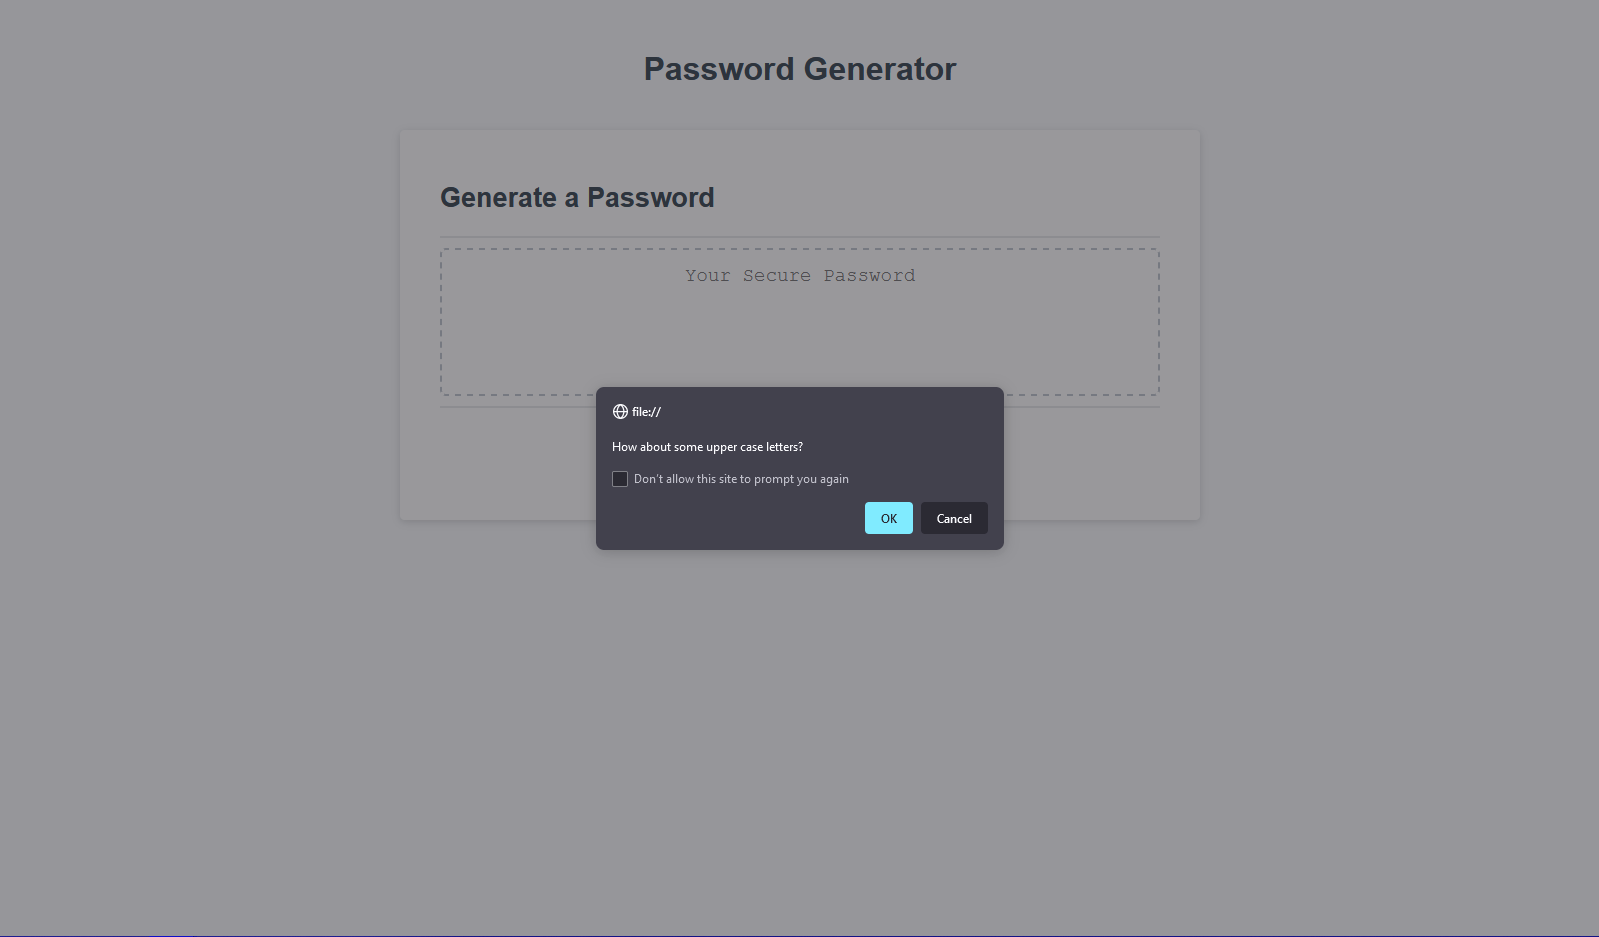 Password Generator
Generate a Password
Your Secure Password
file://
How about some upper case letters?
Don't allow this site to prompt you again
OK Cancel